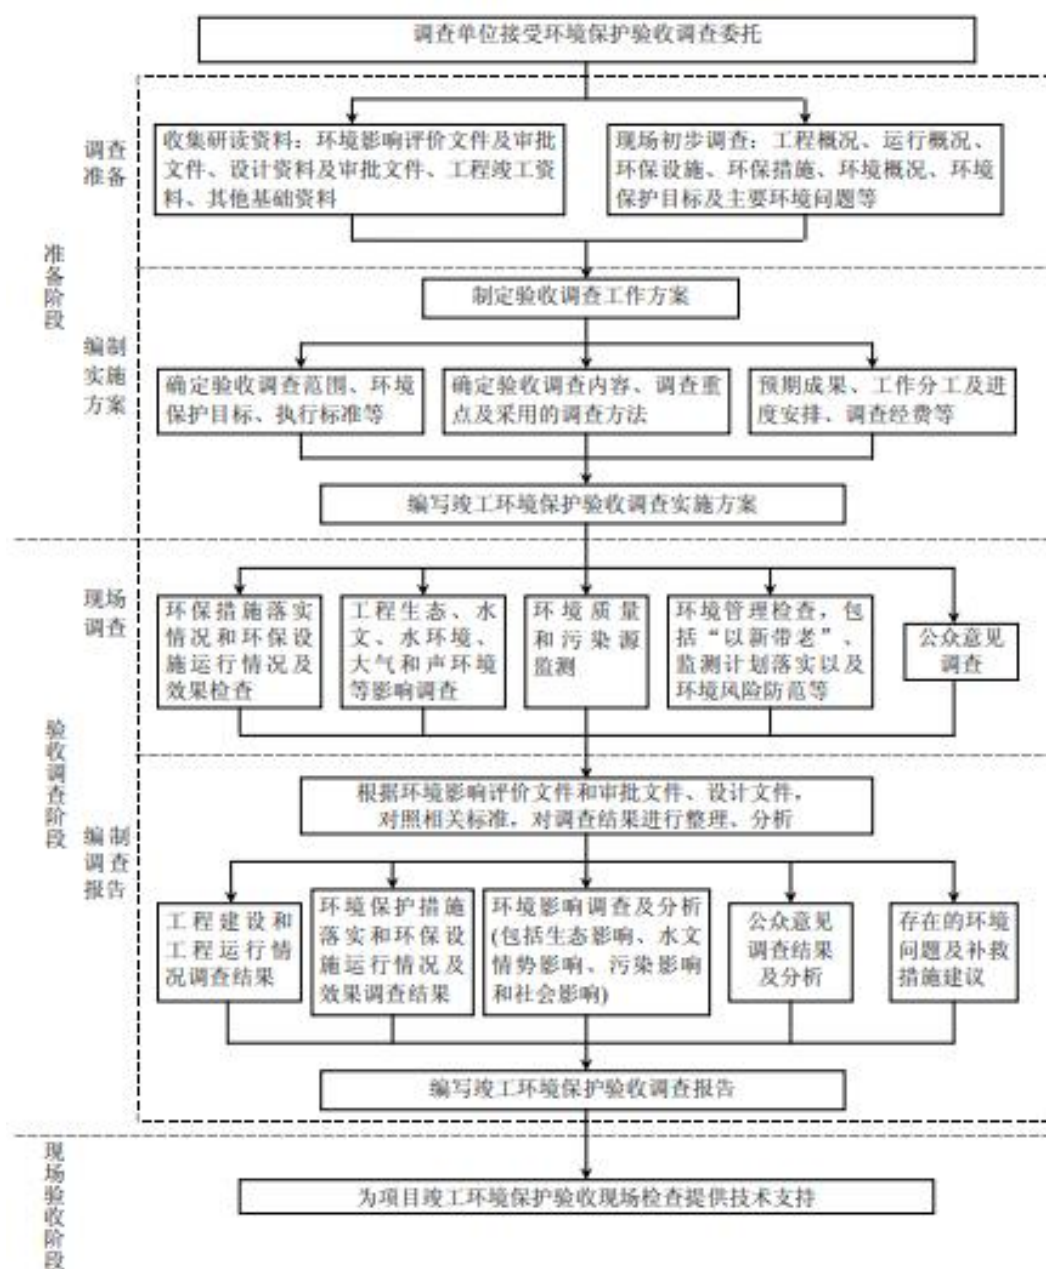 调查单位接受环境保护验收调查委托
调查
准备
收集研读资料：环境影响评价文件及审批
文件、设计资料及审批文件、工程竣工资
料、其他基础资料
现场初步调查：工程概况、运行概况、
环保设施、环保措施、环境概况、环境
保护目标及主要环境问题等
准备阶段
制定验收调查工作方案
编制
实施
方案
确定验收调查范围、环境
保护目标、执行标准等
确定验收调查内容、调查重
点及采用的调查方法
预期成果、工作分工及进
度安排、调查经费等
编写竣工环境保护验收调查实施方案
现场
调查
环保措施落实
情况和环保设
施运行情况及
效果检查
工程生态、水
文、水环境、
大气和声环境
等影响调查
环境质量
和污染源
监测
环境管理检查，包
括“以新带老”、
监测计划落实以及
环境风险防范等
公众意见
调查
验收调查阶段
根据环境影响评价文件和审批文件、设计文件，
对照相关标准，对调查结果进行整理、分析
编制
调查
报告
工程建设和
工程运行情
况调查结果
环境保护措施
落实和环保设
施运行情况及
效果调查结果
环境影响调查及分析
(包括生态影响、水文
情势影响、污染影响
和社会影响)
公众意见
调查结果
及分析
存在的环境
问题及补救
措施建议
编写竣工环境保护验收调查报告
现场验收阶段
为项目竣工环境保护验收现场检查提供技术支持